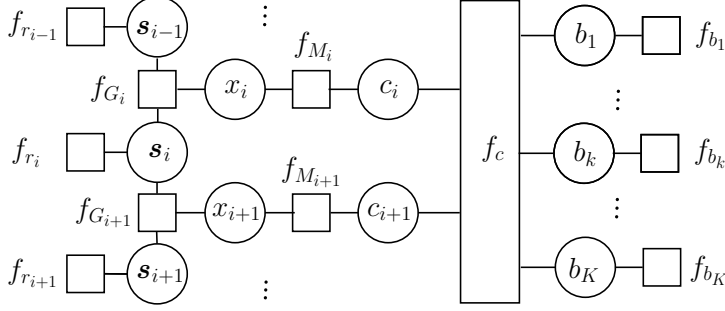 f_{r_{i-1}} s_{i-1} ⋮ b_1 f_{b_1}
f_{M_i}
f_{G_i} x_i c_i
⋮
f_{r_i} s_i f_c b_k f_{b_k}
f_{M_{i+1}}
f_{G_{i+1}} x_{i+1} c_{i+1} ⋮
f_{r_{i+1}} s_{i+1} ⋮ b_K f_{b_K}